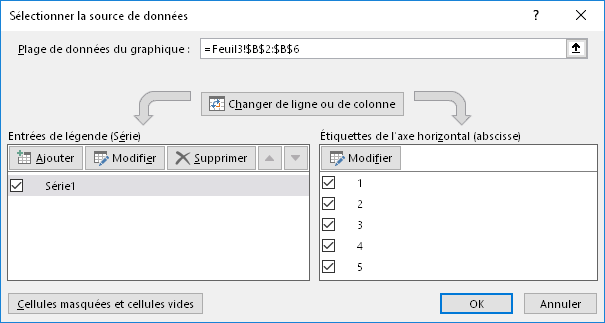 Sélectionner la source de données
Plage de données du graphique :
=Feuil3!$B$2:$B$6
Changer de ligne ou de colonne
Entrées de légende (Série)
Étiquettes de l'axe horizontal (abscisse)
Ajouter
Modifier
Supprimer
Modifier
Série1
1
2
3
4
5
Cellules masquées et cellules vides
OK
Annuler